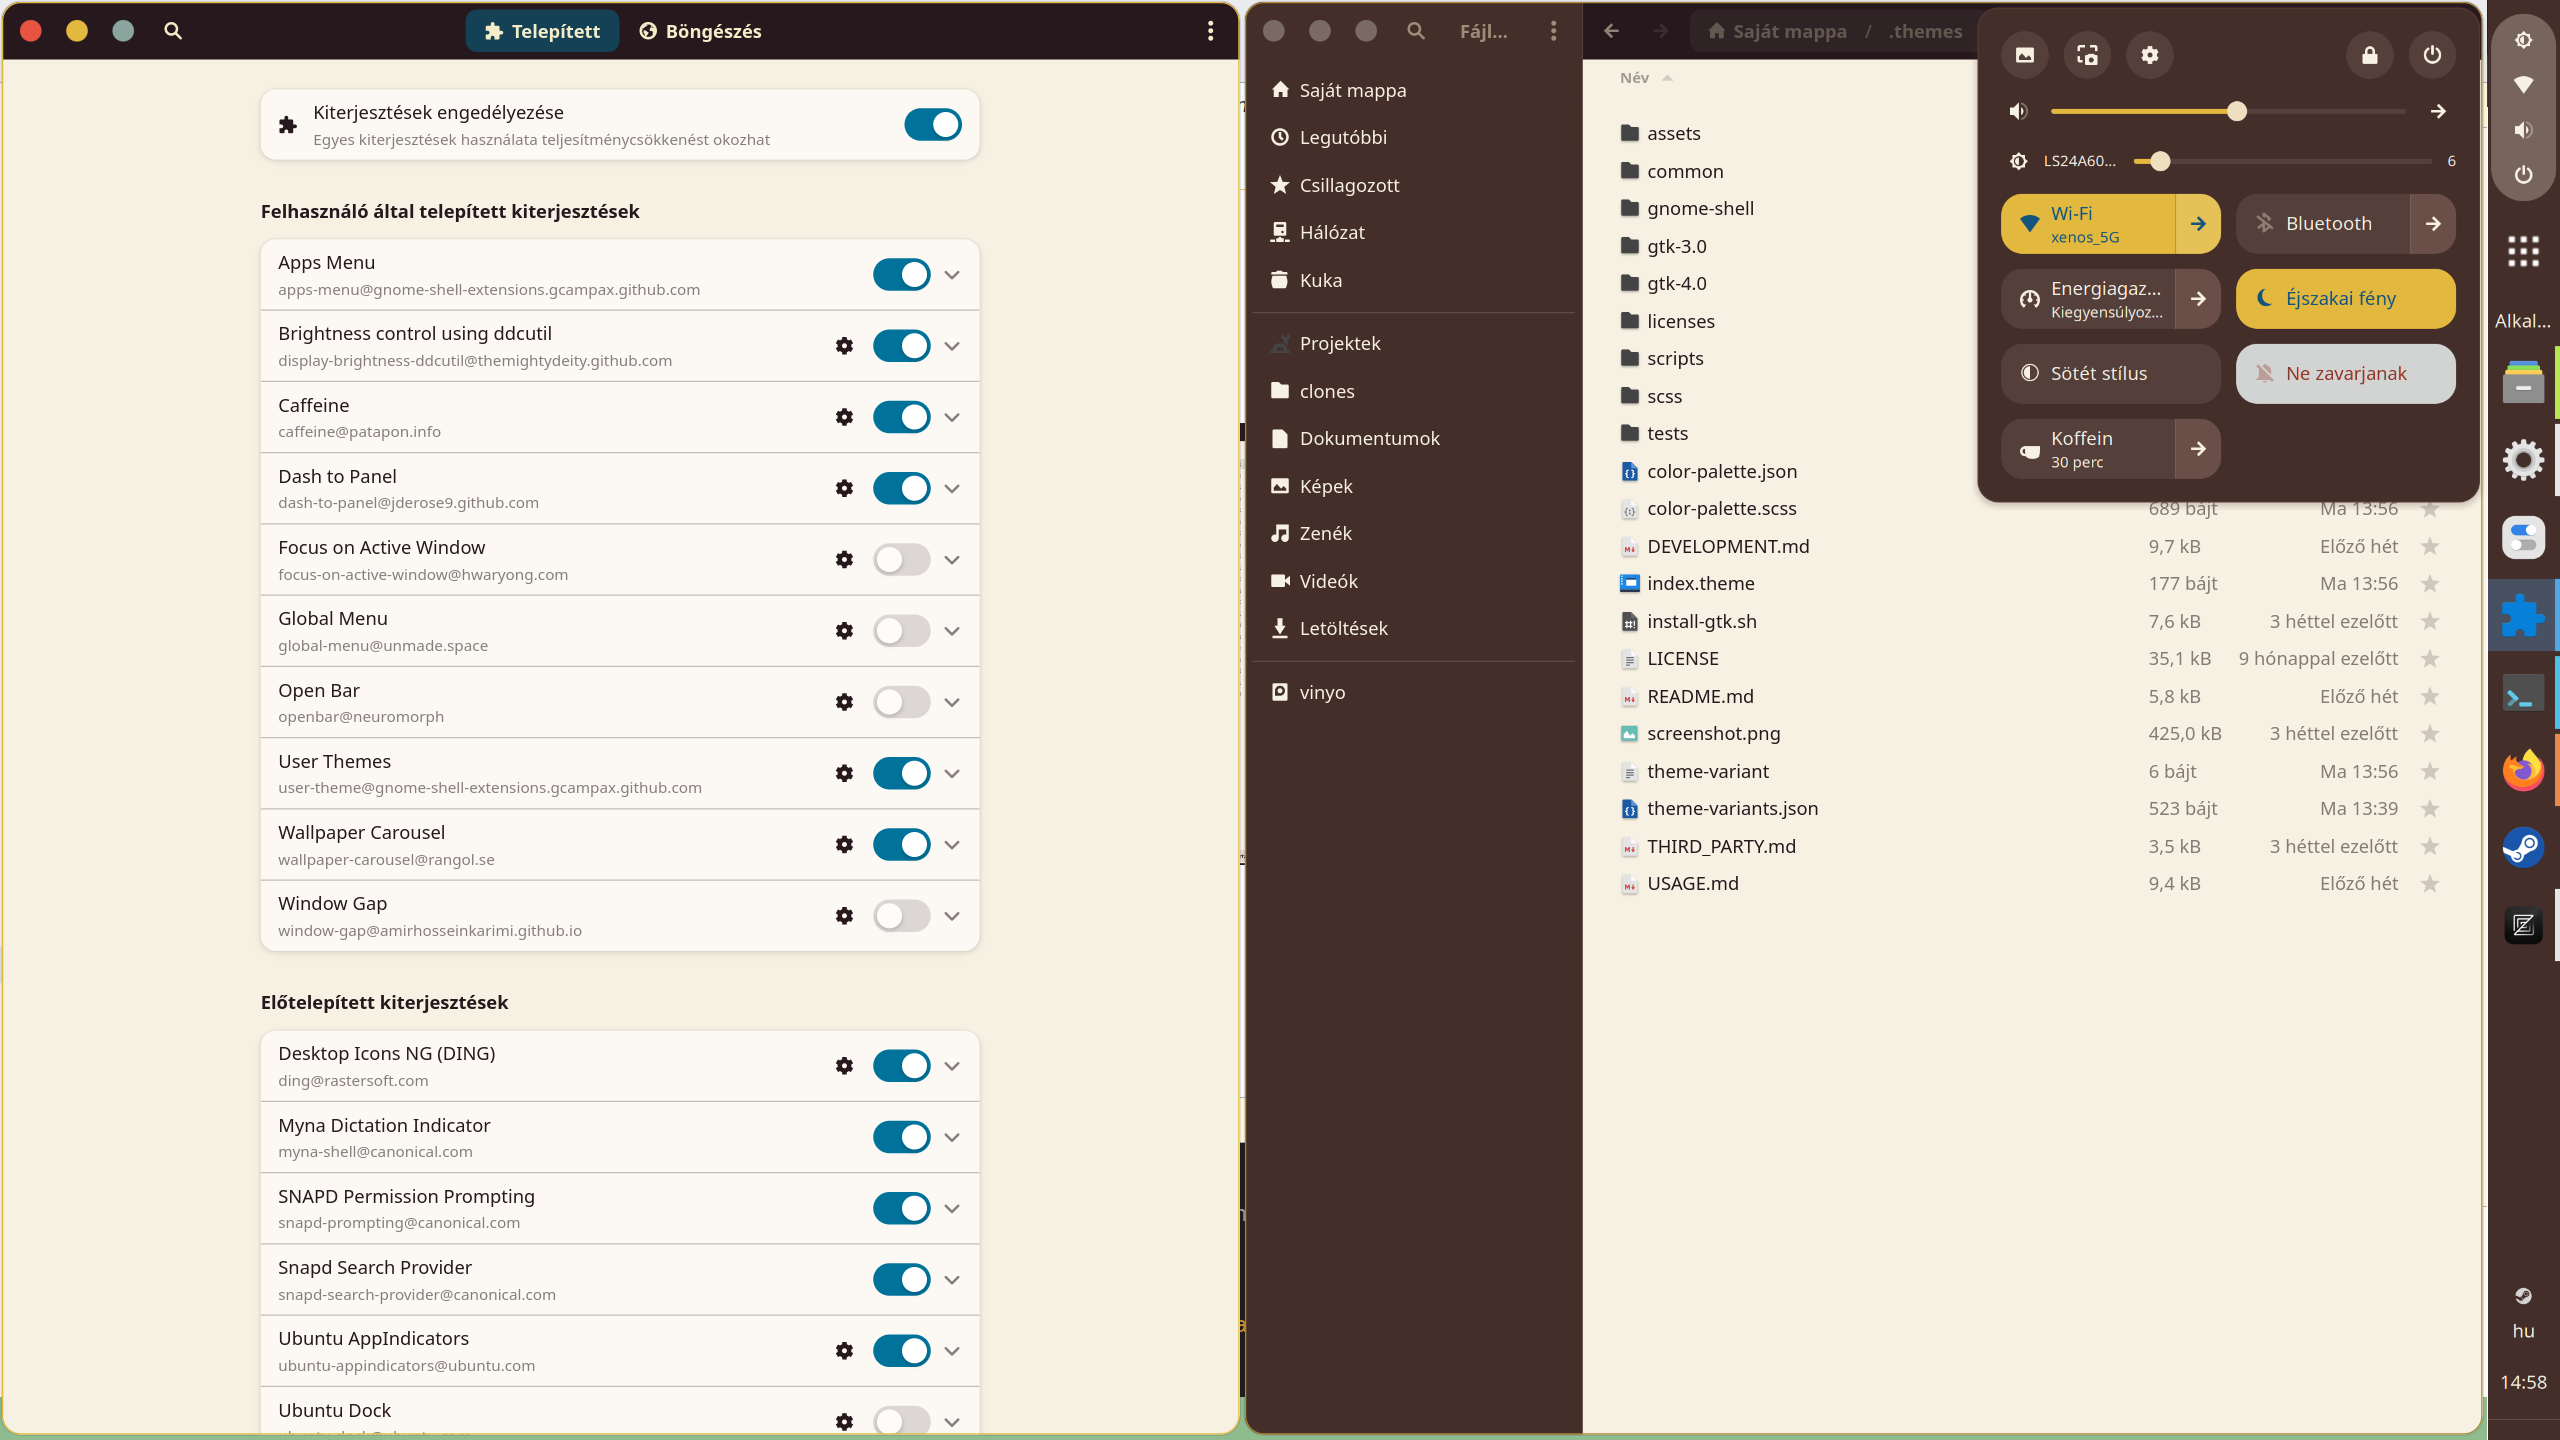 Telepített
Böngészés
Kiterjesztések engedélyezése
Egyes kiterjesztések használata teljesítménycsökkenést okozhat
Felhasználó által telepített kiterjesztések
Apps Menu
apps-menu@gnome-shell-extensions.gcampax.github.com
Brightness control using ddcutil
display-brightness-ddcutil@themightydeity.github.com
Caffeine
caffeine@patapon.info
Dash to Panel
dash-to-panel@jderose9.github.com
Focus on Active Window
focus-on-active-window@hwaryong.com
Global Menu
global-menu@unmade.space
Open Bar
openbar@neuromorph
User Themes
user-theme@gnome-shell-extensions.gcampax.github.com
Wallpaper Carousel
wallpaper-carousel@rangol.se
Window Gap
window-gap@amirhosseinkarimi.github.io
Előtelepített kiterjesztések
Desktop Icons NG (DING)
ding@rastersoft.com
Myna Dictation Indicator
myna-shell@canonical.com
SNAPD Permission Prompting
snapd-prompting@canonical.com
Snapd Search Provider
snapd-search-provider@canonical.com
Ubuntu AppIndicators
ubuntu-appindicators@ubuntu.com
Ubuntu Dock
Fájl...
Saját mappa
Legutóbbi
Csillagozott
Hálózat
Kuka
Projektek
clones
Dokumentumok
Képek
Zenék
Videók
Letöltések
vinyo
Saját mappa / .themes
Név
assets
common
gnome-shell
gtk-3.0
gtk-4.0
licenses
scripts
scss
tests
color-palette.json
color-palette.scss 689 bájt Ma 13:56
DEVELOPMENT.md 9,7 kB Előző hét
index.theme 177 bájt Ma 13:56
install-gtk.sh 7,6 kB 3 héttel ezelőtt
LICENSE 35,1 kB 9 hónappal ezelőtt
README.md 5,8 kB Előző hét
screenshot.png 425,0 kB 3 héttel ezelőtt
theme-variant 6 bájt Ma 13:56
theme-variants.json 523 bájt Ma 13:39
THIRD_PARTY.md 3,5 kB 3 héttel ezelőtt
USAGE.md 9,4 kB Előző hét
LS24A60... 6
Wi-Fi
xenos_5G
Bluetooth
Energiagaz...
Kiegyensúlyoz...
Éjszakai fény
Sötét stílus
Ne zavarjanak
Koffein
30 perc
Alkal...
hu
14:58